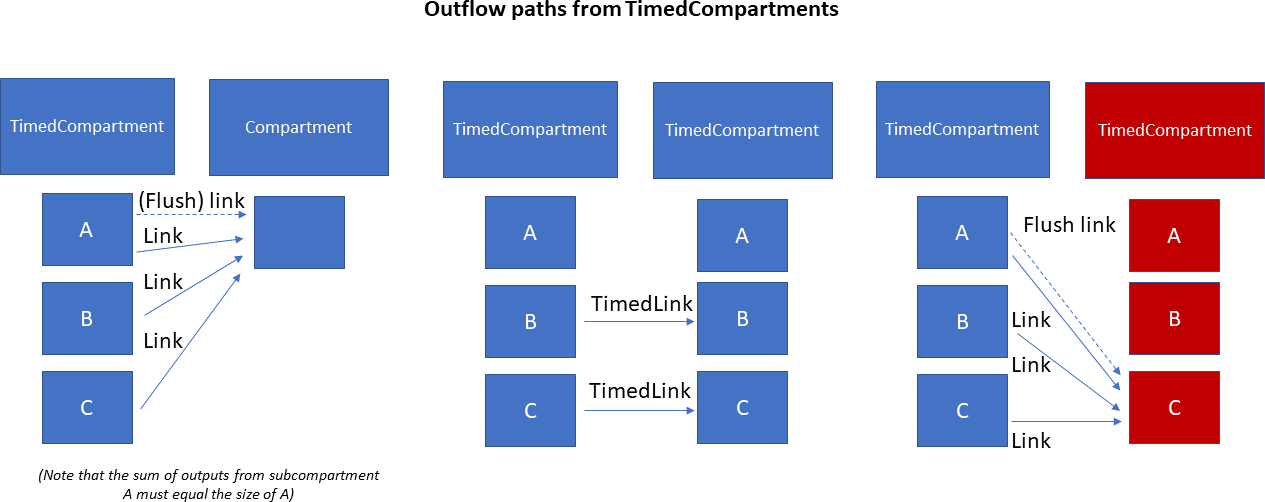 Outflow paths from TimedCompartments
TimedCompartment
Compartment
(Flush) link
A
Link
Link
B
Link
C
(Note that the sum of outputs from subcompartment
A must equal the size of A)
TimedCompartment
TimedCompartment
A
A
TimedLink
B
B
TimedLink
C
C
TimedCompartment
TimedCompartment
A
Flush link
A
B
Link
B
Link
C
C
Link